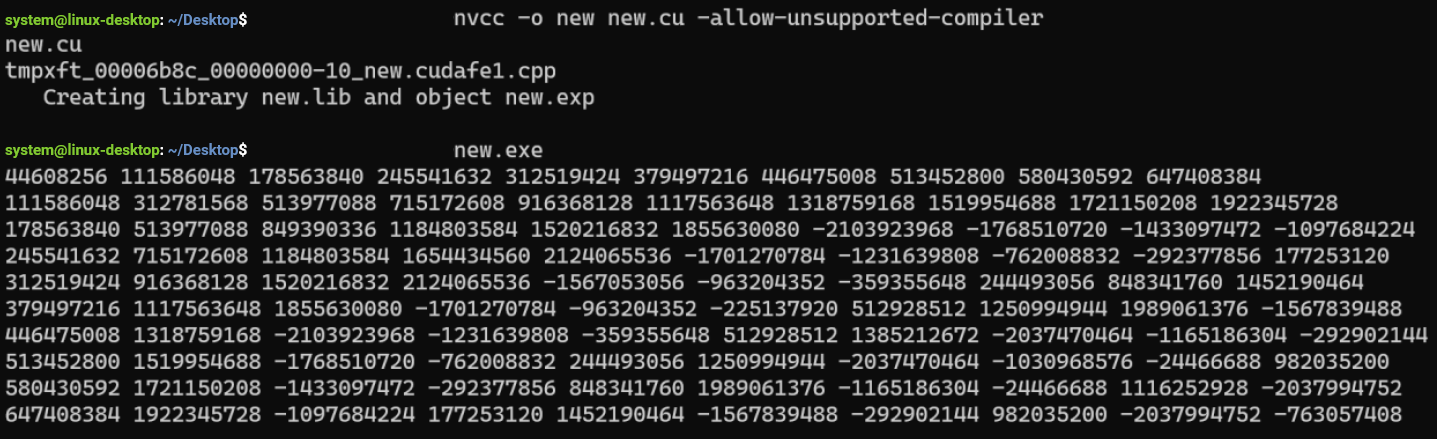 system@linux-desktop: ~/Desktop$ nvcc -o new new.cu -allow-unsupported-compiler
new.cu
tmpxft_00006b8c_00000000-10_new.cudafe1.cpp
   Creating library new.lib and object new.exp
system@linux-desktop: ~/Desktop$ new.exe
44608256 111586048 178563840 245541632 312519424 379497216 446475008 513452800 580430592 647408384
111586048 312781568 513977088 715172608 916368128 1117563648 1318759168 1519954688 1721150208 1922345728
178563840 513977088 849390336 1184803584 1520216832 1855630080 -2103923968 -1768510720 -1433097472 -1097684224
245541632 715172608 1184803584 1654434560 2124065536 -1701270784 -1231639808 -762008832 -292377856 177253120
312519424 916368128 1520216832 2124065536 -1567053056 -963204352 -359355648 244493056 848341760 1452190464
379497216 1117563648 1855630080 -1701270784 -963204352 -225137920 512928512 1250994944 1989061376 -1567839488
446475008 1318759168 -2103923968 -1231639808 -359355648 512928512 1385212672 -2037470464 -1165186304 -292902144
513452800 1519954688 -1768510720 -762008832 244493056 1250994944 -2037470464 -1030968576 -24466688 982035200
580430592 1721150208 -1433097472 -292377856 848341760 1989061376 -1165186304 -24466688 1116252928 -2037994752
647408384 1922345728 -1097684224 177253120 1452190464 -1567839488 -292902144 982035200 -2037994752 -763057408